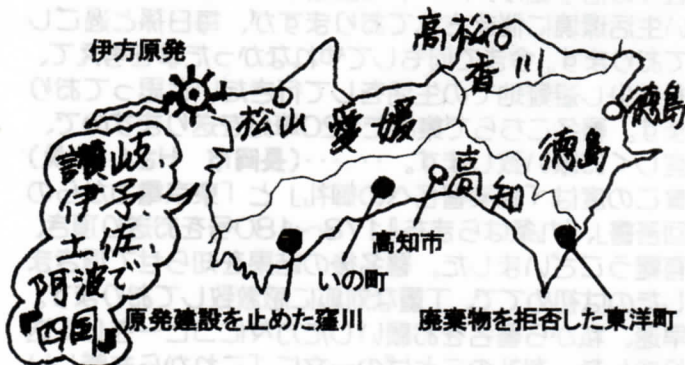 伊方原発
高松
香川
徳島
松山
愛媛
徳島
高知
讃岐、
伊予、
土佐、
阿波で
『四国』
高知市
いの町
原発建設を止めた窪川
廃棄物を拒否した東洋町